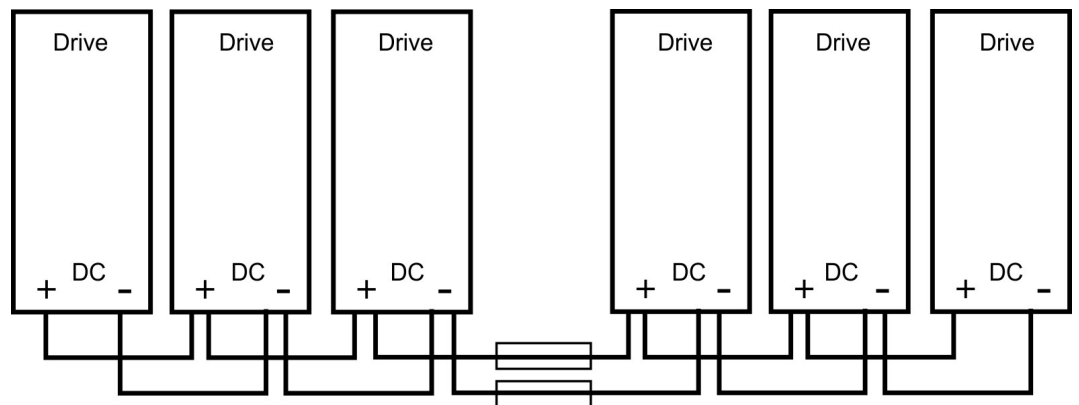 Drive Drive Drive Drive Drive Drive
DC DC DC DC DC DC
+ - + - + - + - + - + -